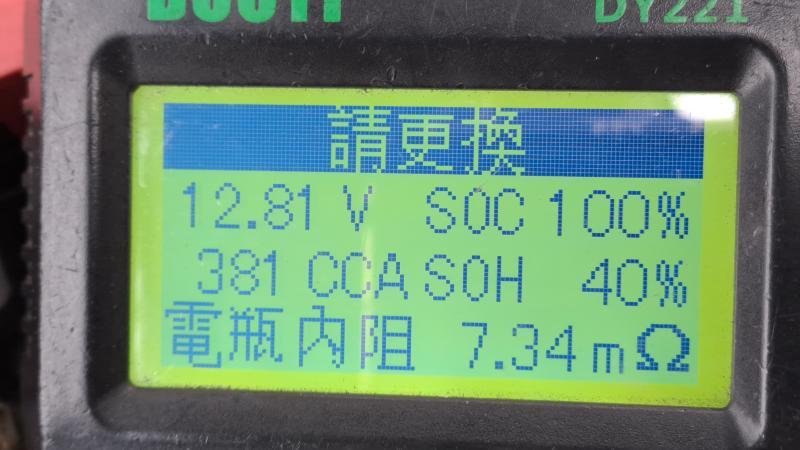 DY221
請更換
12.81 V SOC 100%
381 CCA SOH 40%
電瓶內阻 7.34 mΩ